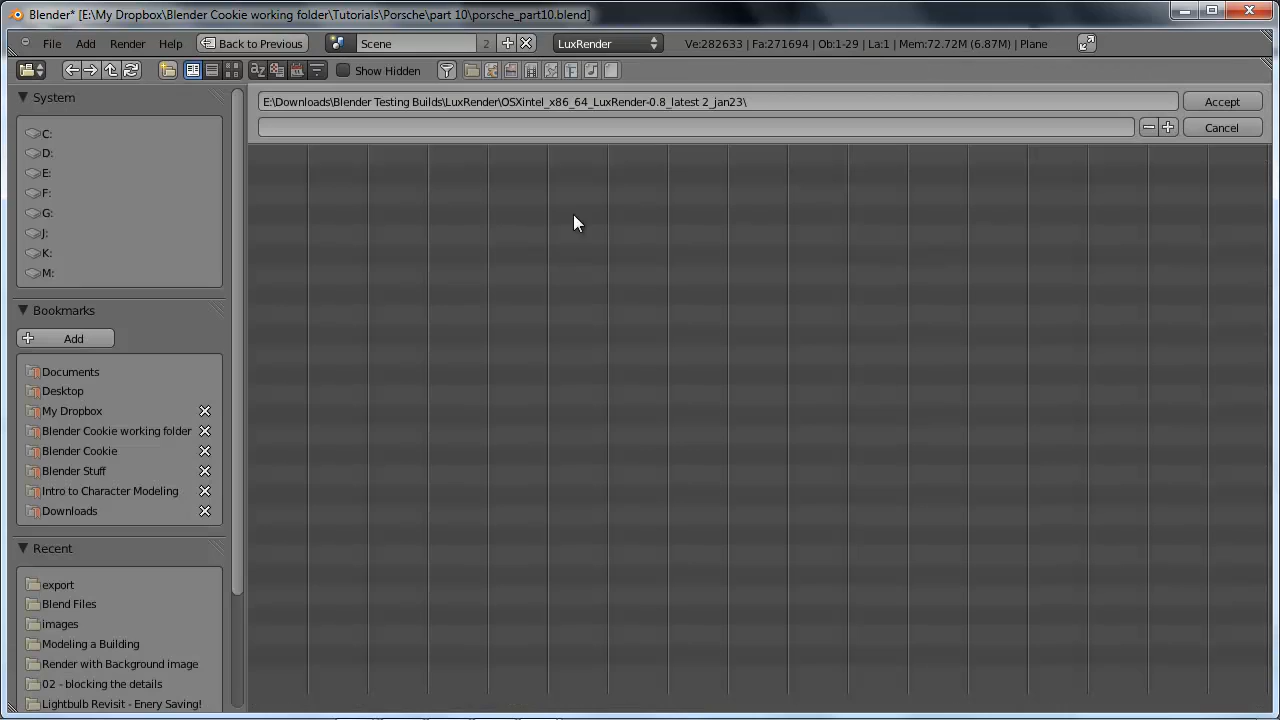 Blender* [E:\My Dropbox\Blender Cookie working folder\Tutorials\Porsche\part 10\porsche_part10.blend]
File Add Render Help Back to Previous Scene 2 LuxRender Ve:282633 | Fa:271694 | Ob:1-29 | La:1 | Mem:72.72M (6.87M) | Plane
Show Hidden
System
E:\Downloads\Blender Testing Builds\LuxRender\OSXintel_x86_64_LuxRender-0.8_latest 2_jan23\
Accept
Cancel
C:
D:
E:
F:
G:
J:
K:
M:
Bookmarks
Add
Documents
Desktop
My Dropbox
Blender Cookie working folder
Blender Cookie
Blender Stuff
Intro to Character Modeling
Downloads
Recent
export
Blend Files
images
Modeling a Building
Render with Background image
02 - blocking the details
Lightbulb Revisit - Enery Saving!